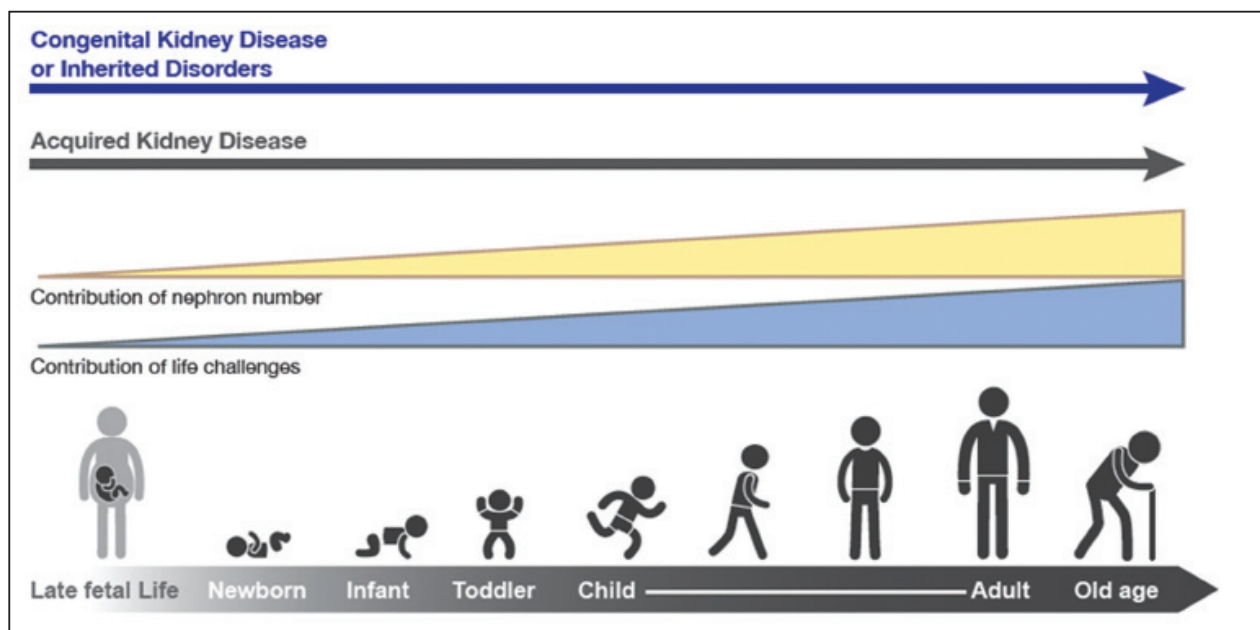 Congenital Kidney Disease
or Inherited Disorders
Acquired Kidney Disease
Contribution of nephron number
Contribution of life challenges
Late fetal Life Newborn Infant Toddler Child Adult Old age